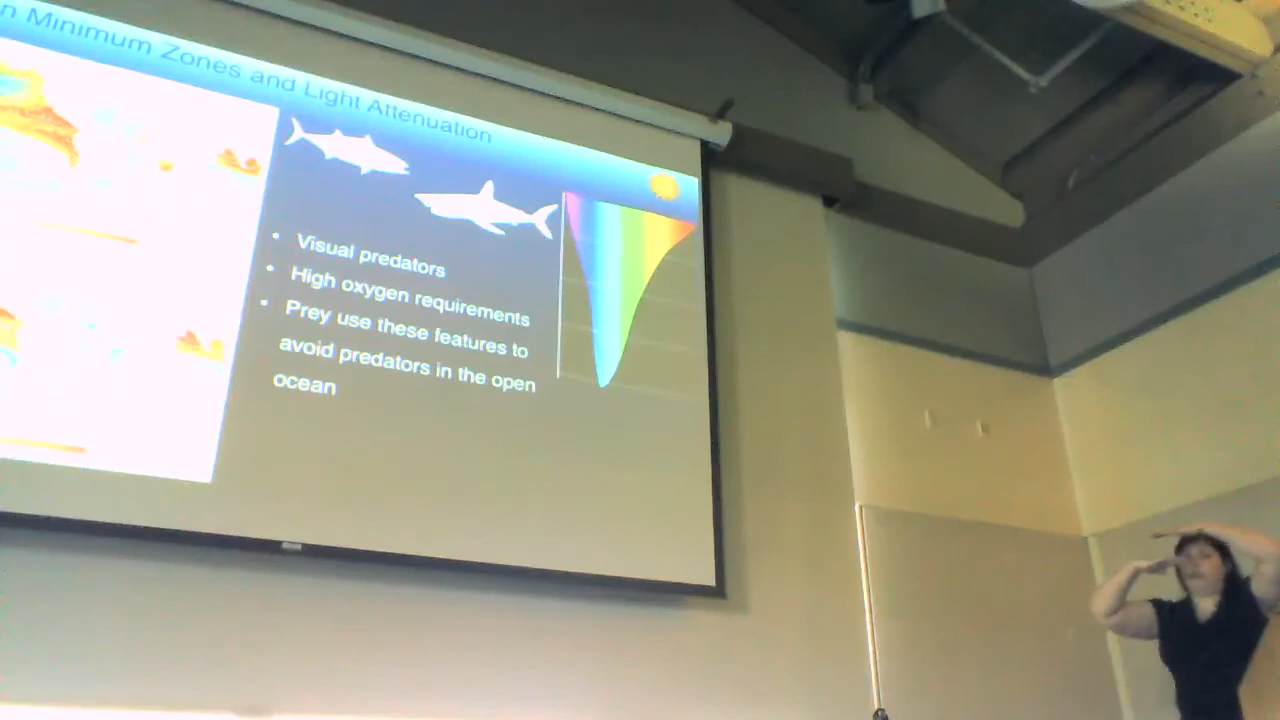 n Minimum Zones and Light Attenuation
• Visual predators
• High oxygen requirements
• Prey use these features to
avoid predators in the open
ocean